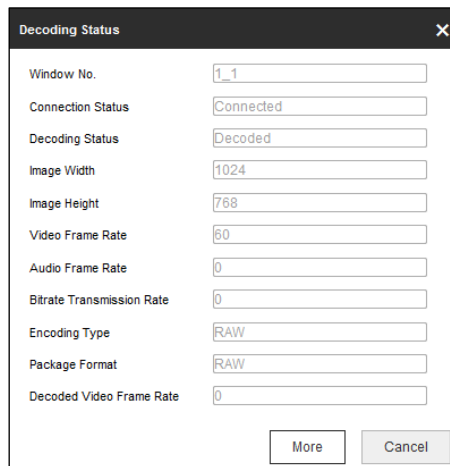 Decoding Status
Window No. 1_1
Connection Status Connected
Decoding Status Decoded
Image Width 1024
Image Height 768
Video Frame Rate 60
Audio Frame Rate 0
Bitrate Transmission Rate 0
Encoding Type RAW
Package Format RAW
Decoded Video Frame Rate 0
More Cancel